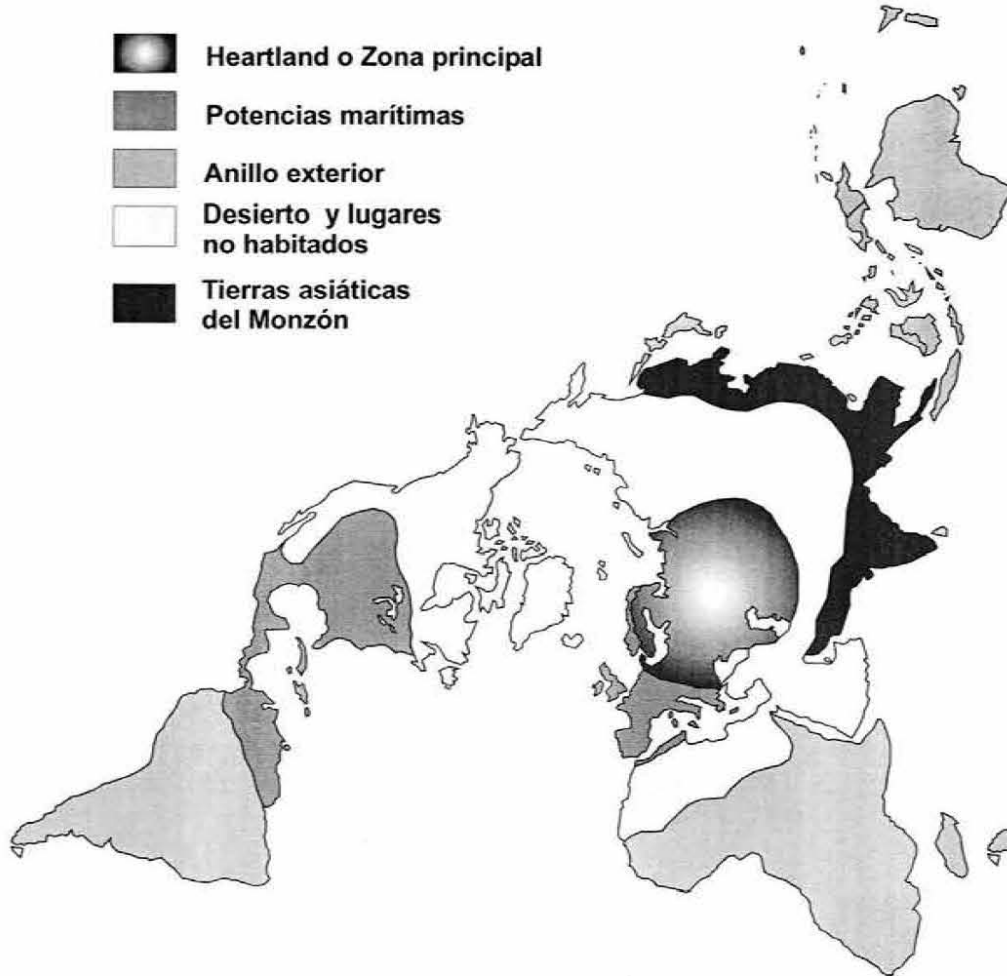 Heartland o Zona principal
Potencias marítimas
Anillo exterior
Desierto y lugares
no habitados
Tierras asiáticas
del Monzón